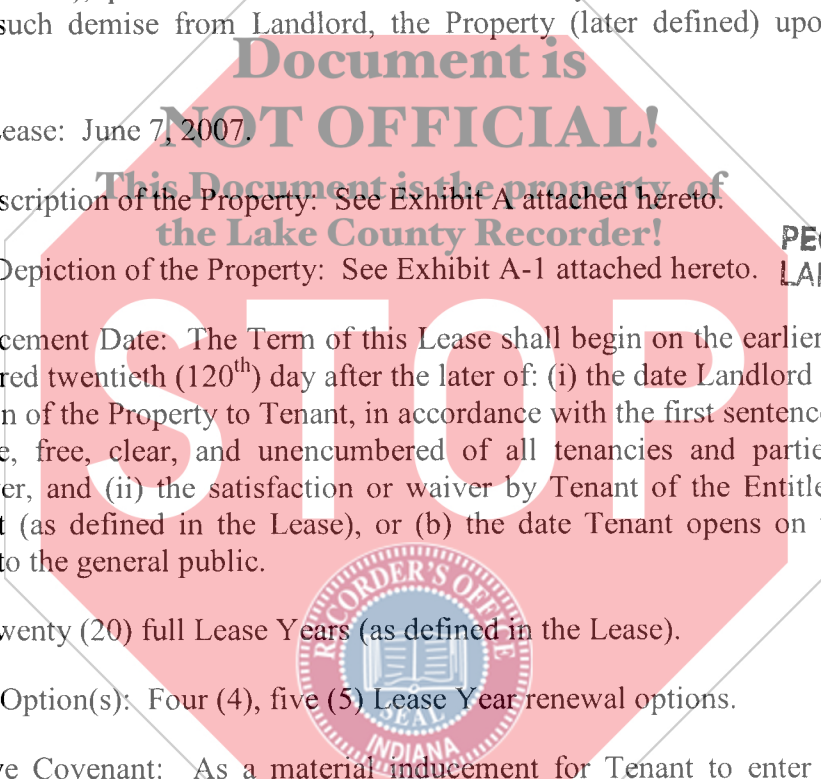 such demise from Landlord, the Property (later defined)
Document is
NOT OFFICIAL!
ease: June 7, 2007.
This Document is the property of
scription of the Property: See Exhibit A attached hereto.
the Lake County Recorder!
Depiction of the Property: See Exhibit A-1 attached hereto.
STOP
cement Date: The Term of this Lease shall begin on the earlier
red twentieth (120th) day after the later of: (i) the date Landlord
n of the Property to Tenant, in accordance with the first sentence
e, free, clear, and unencumbered of all tenancies and partie
er, and (ii) the satisfaction or waiver by Tenant of the Entitle
t (as defined in the Lease), or (b) the date Tenant opens on
to the general public.
RECORDER'S OFFICE
wenty (20) full Lease Years (as defined in the Lease).
Option(s): Four (4), five (5) Lease Year renewal options.
SEAL
INDIANA
ve Covenant: As a material inducement for Tenant to enter